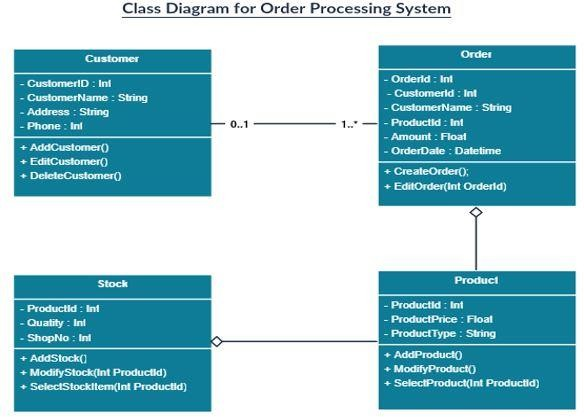 Class Diagram for Order Processing System
Customer
- CustomerID : Int
- CustomerName : String
- Address : String
- Phone : Int
+ AddCustomer()
+ EditCustomer()
+ DeleteCustomer()
0..1
1..*
Order
- OrderId : Int
- CustomerId : Int
- CustomerName : String
- ProductId : Int
- Amount : Float
- OrderDate : Datetime
+ CreateOrder();
+ EditOrder(Int OrderId)
Stock
- ProductId : Int
- Quality : Int
- ShopNo : Int
+ AddStock()
+ ModifyStock(Int ProductId)
+ SelectStockItem(Int ProductId)
Product
- ProductId : Int
- ProductPrice : Float
- ProductType : String
+ AddProduct()
+ ModifyProduct()
+ SelectProduct(Int ProductId)